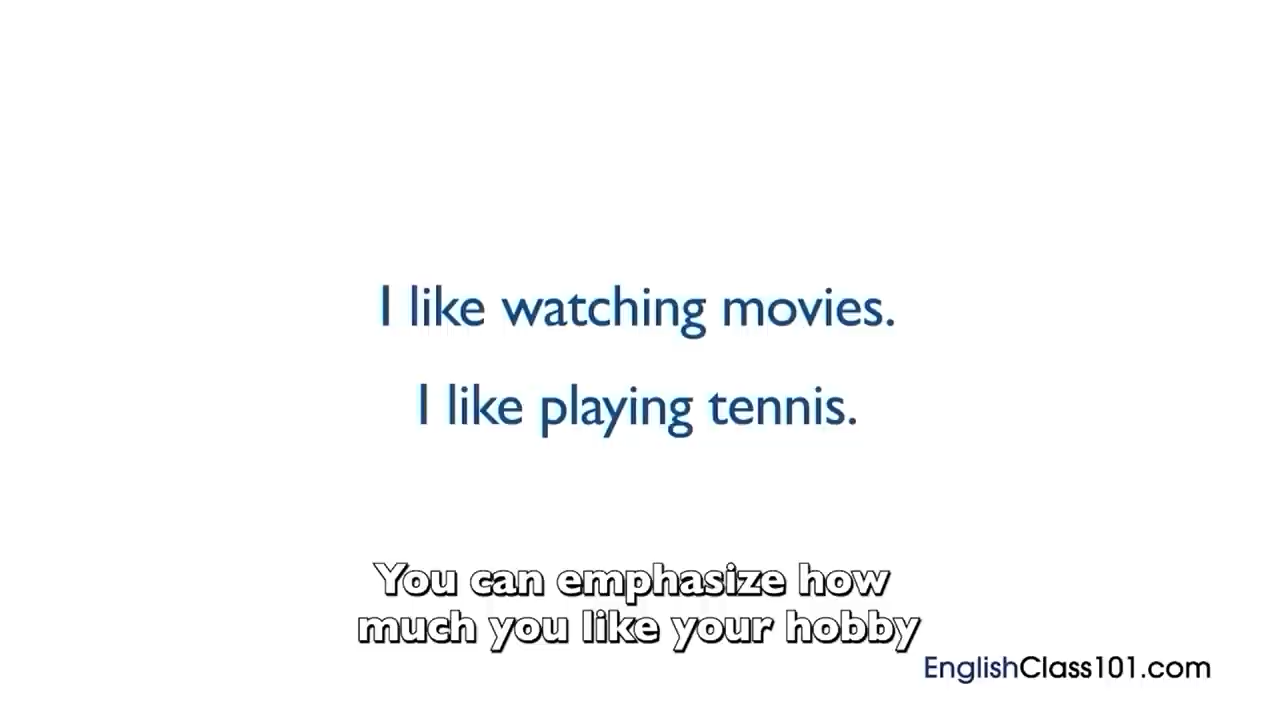 I like watching movies.
I like playing tennis.
You can emphasize how
much you like your hobby
EnglishClass101.com